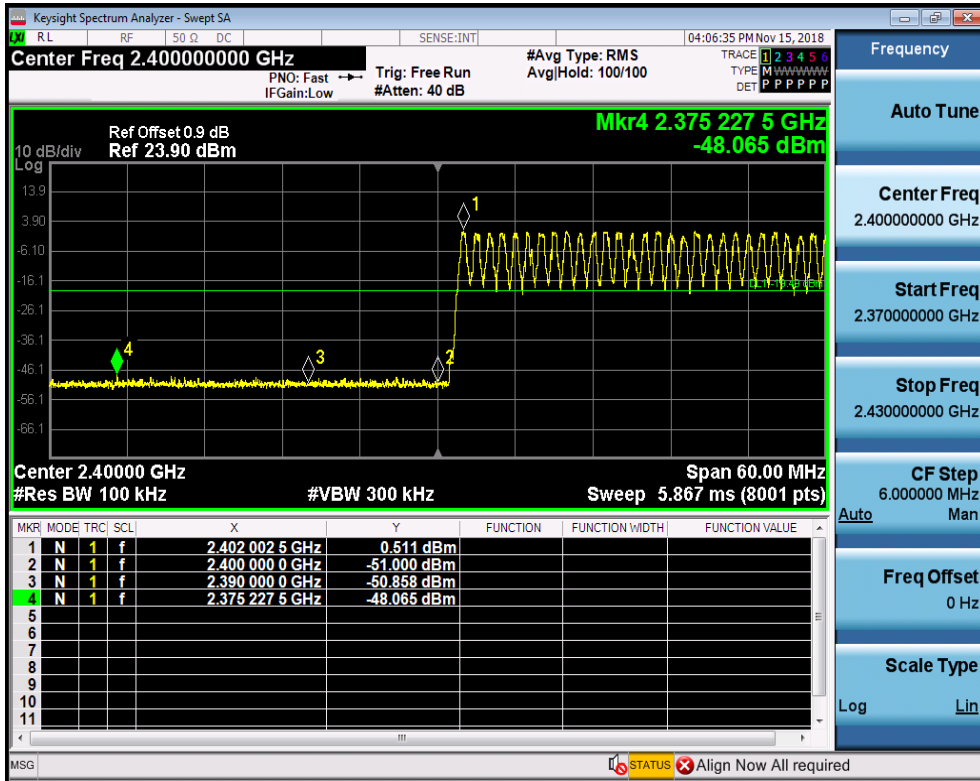 Keysight Spectrum Analyzer - Swept SA
LXI RL RF 50 Ω DC SENSE:INT 04:06:35 PM Nov 15, 2018
Center Freq 2.400000000 GHz
PNO: Fast
IFGain:Low
Trig: Free Run
#Atten: 40 dB
#Avg Type: RMS
Avg|Hold: 100/100
TRACE 1 2 3 4 5 6
TYPE M W W W W W
DET P P P P P P
Mkr4 2.375 227 5 GHz
-48.065 dBm
Ref Offset 0.9 dB
10 dB/div Ref 23.90 dBm
Log
13.9
3.90
-6.10
-16.1
-26.1
-36.1
-46.1
-56.1
-66.1
1
2
3
4
DL1 -19.49 dBm
Center 2.40000 GHz Span 60.00 MHz
#Res BW 100 kHz #VBW 300 kHz Sweep 5.867 ms (8001 pts)
MKR MODE TRC SCL X Y FUNCTION FUNCTION WIDTH FUNCTION VALUE
1 N 1 f 2.402 002 5 GHz 0.511 dBm
2 N 1 f 2.400 000 0 GHz -51.000 dBm
3 N 1 f 2.390 000 0 GHz -50.858 dBm
4 N 1 f 2.375 227 5 GHz -48.065 dBm
5
6
7
8
9
10
11
MSG STATUS Align Now All required
Frequency
Auto Tune
Center Freq
2.400000000 GHz
Start Freq
2.370000000 GHz
Stop Freq
2.430000000 GHz
CF Step
6.000000 MHz
Auto Man
Freq Offset
0 Hz
Scale Type
Log Lin